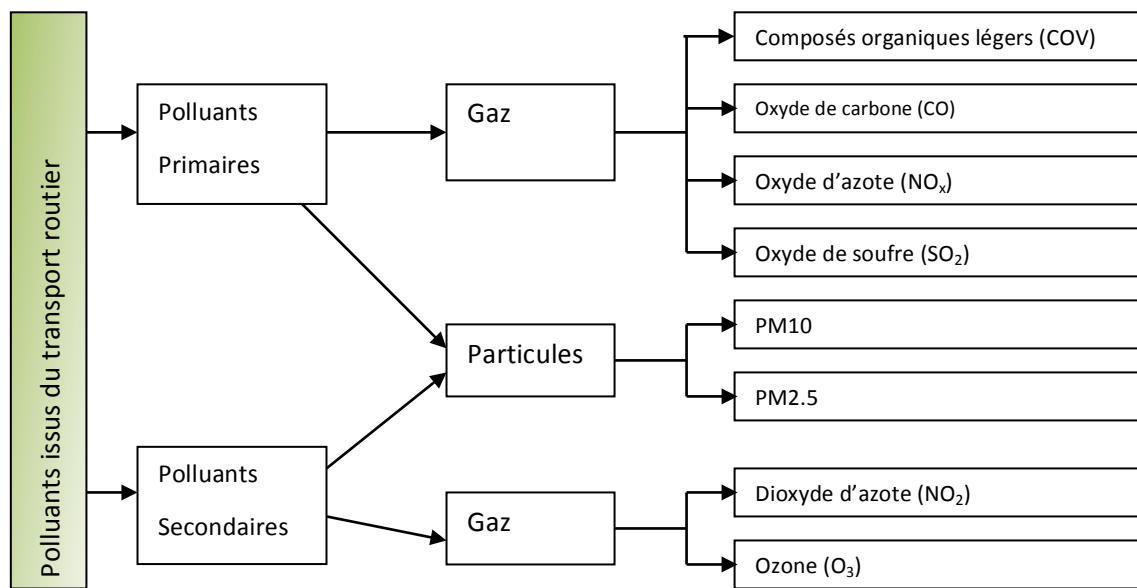 Polluants issus du transport routier
Polluants
Primaires
Gaz
Composés organiques légers (COV)
Oxyde de carbone (CO)
Oxyde d’azote (NOₓ)
Oxyde de soufre (SO₂)
Particules
PM10
PM2.5
Polluants
Secondaires
Gaz
Dioxyde d’azote (NO₂)
Ozone (O₃)